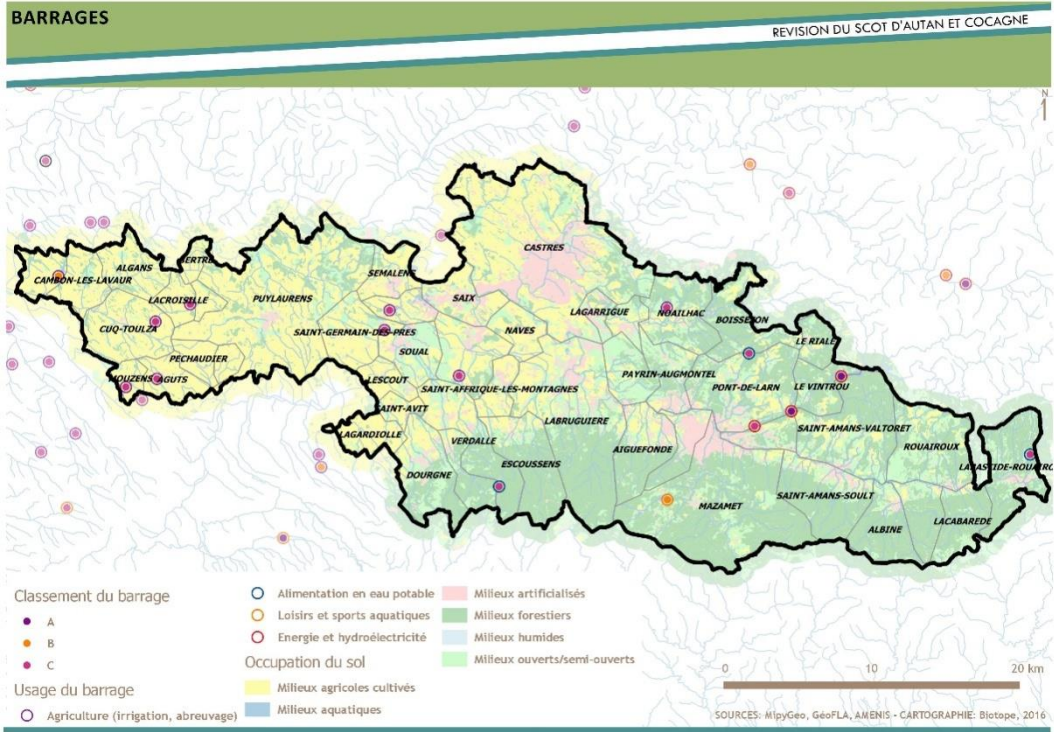 BARRAGES
REVISION DU SCOT D'AUTAN ET COCAGNE
N
CASTRES
ALGANS
CAMBON-LES-LAVAUR
SEMALENS
LACROISILLE
PUYLAURENS
SAIX
LAGARRIGUE
NOAILHAC
BOISSEZON
CUQ-TOULZA
SAINT-GERMAIN-DES-PRES
NAVES
LE RIALE
SOUAL
PECHAUDIER
PAYRIN-AUGMONTEL
MOUZENS
AGUTS
LESCOUT
SAINT-AFFRIQUE-LES-MONTAGNES
PONT-DE-LARN
LE VINTROU
SAINT-AVIT
LABRUGUIERE
SAINT-AMANS-VALTORET
LAGARDIOLLE
VERDALLE
AIGUEFONDE
ROUAIROUX
DOURGNE
ESCOUSSENS
SAINT-AMANS-SOULT
MAZAMET
LACABAREDE
ALBINE
Classement du barrage
A
B
C
Usage du barrage
Agriculture (irrigation, abreuvage)
Alimentation en eau potable
Loisirs et sports aquatiques
Energie et hydroélectricité
Occupation du sol
Milieux agricoles cultivés
Milieux aquatiques
Milieux artificialisés
Milieux forestiers
Milieux humides
Milieux ouverts/semi-ouverts
0 10 20 km
SOURCES: MipyGeo, GéoFLA, AMENIS - CARTOGRAPHIE: Biotope, 2016